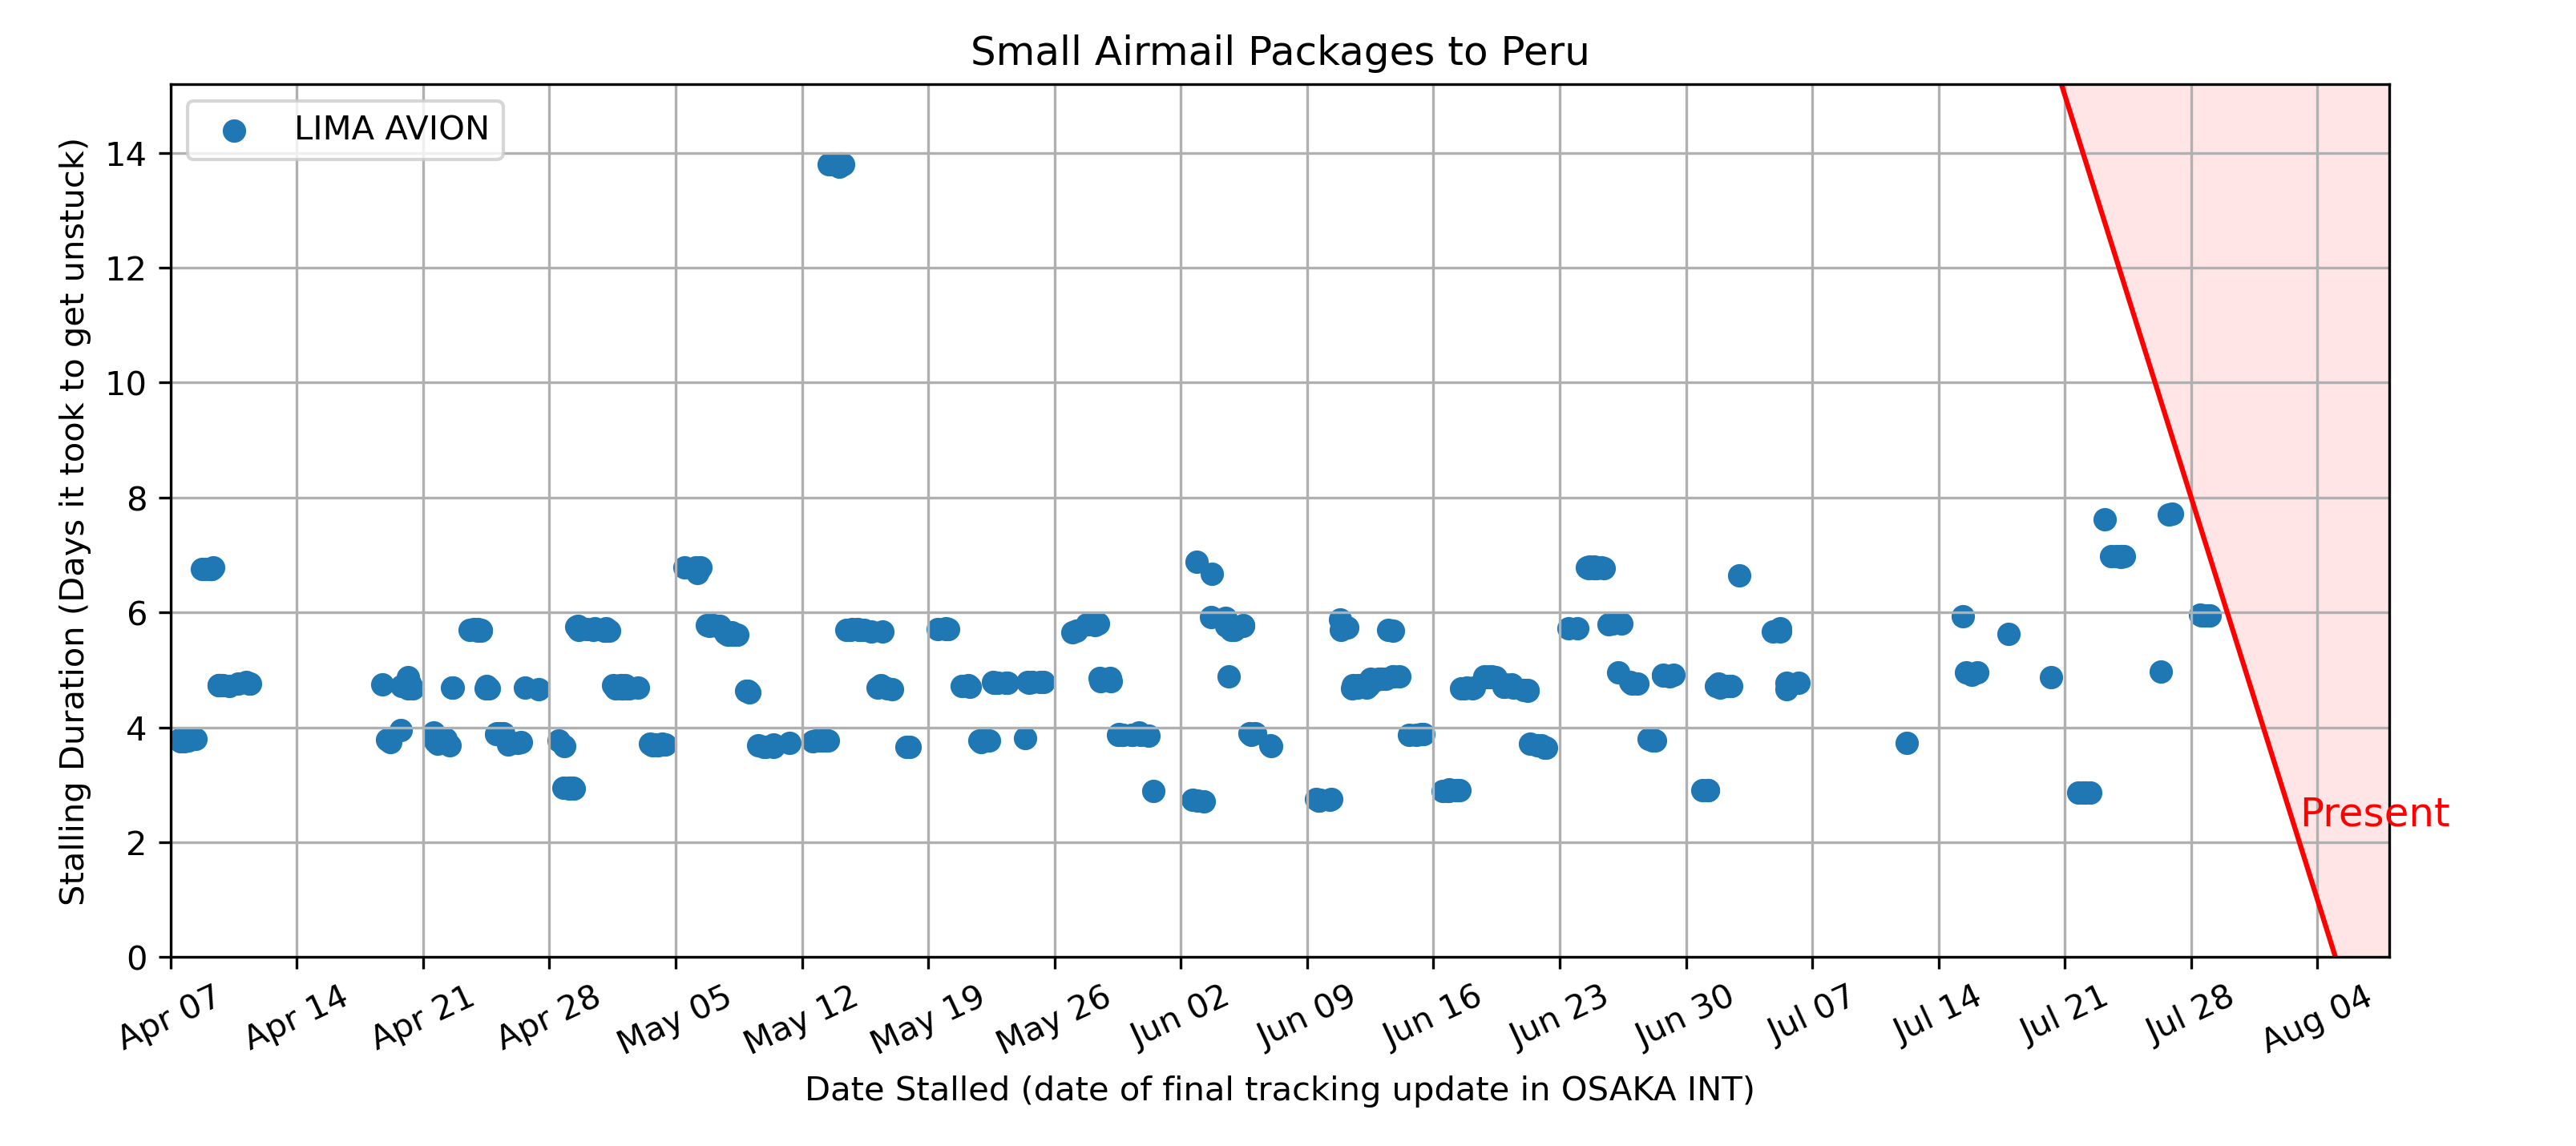 Small Airmail Packages to Peru
LIMA AVION
Stalling Duration (Days it took to get unstuck)
14
12
10
8
6
4
2
0
Present
Apr 07
Apr 14
Apr 21
Apr 28
May 05
May 12
May 19
May 26
Jun 02
Jun 09
Jun 16
Jun 23
Jun 30
Jul 07
Jul 14
Jul 21
Jul 28
Aug 04
Date Stalled (date of final tracking update in OSAKA INT)